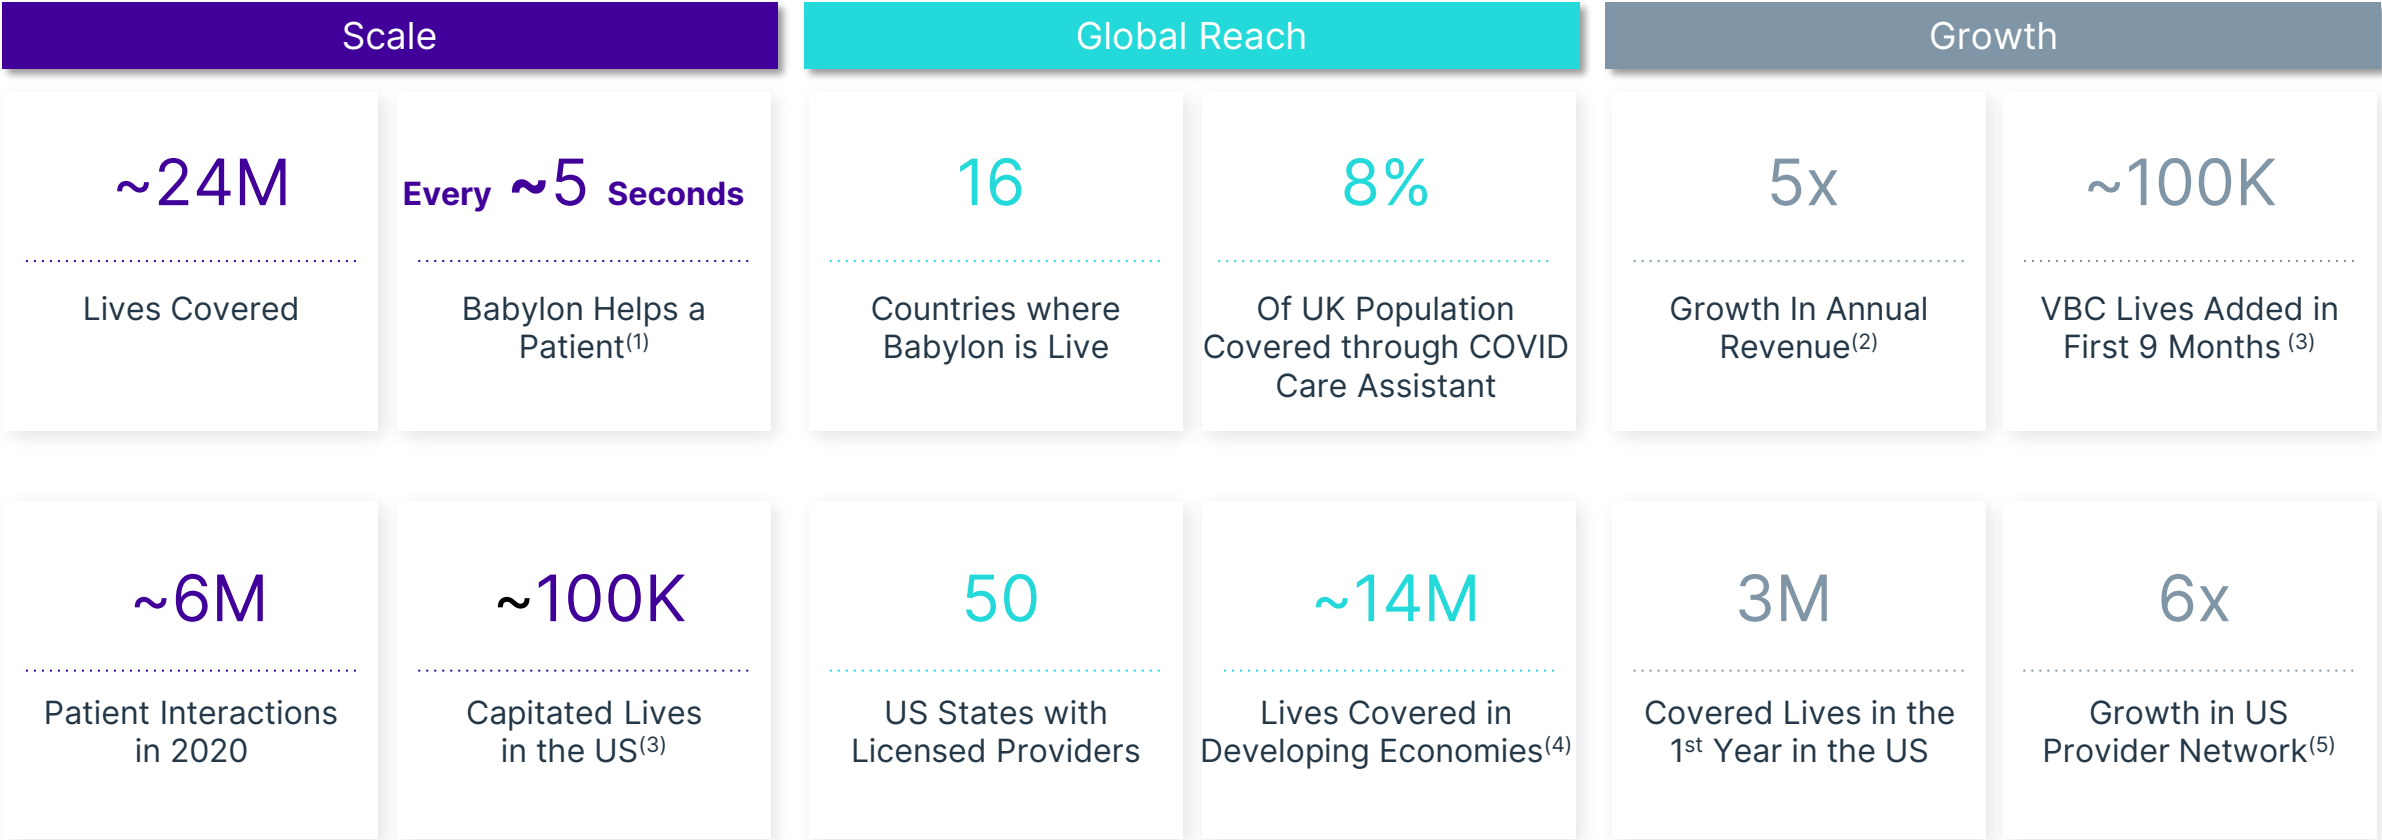 Scale
~24M
Lives Covered
Every ~5 Seconds
Babylon Helps a
Patient(1)
~6M
Patient Interactions
in 2020
~100K
Capitated Lives
in the US(3)
Global Reach
16
Countries where
Babylon is Live
8%
Of UK Population
Covered through COVID
Care Assistant
50
US States with
Licensed Providers
~14M
Lives Covered in
Developing Economies(4)
Growth
5x
Growth In Annual
Revenue(2)
~100K
VBC Lives Added in
First 9 Months (3)
3M
Covered Lives in the
1st Year in the US
6x
Growth in US
Provider Network(5)